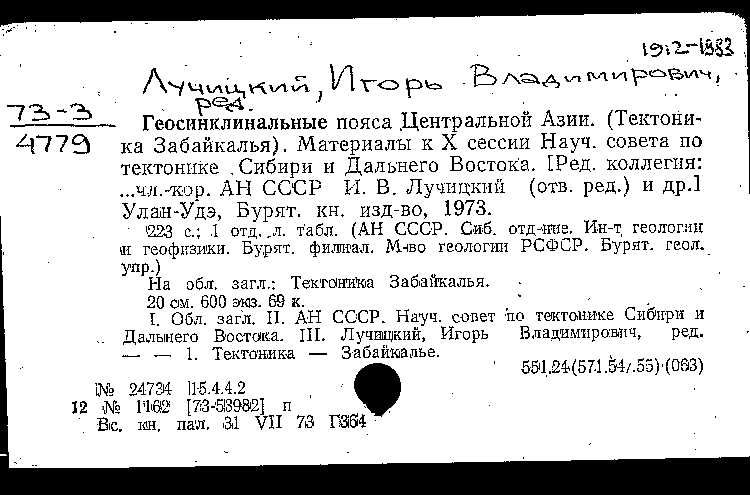 1912-1983
Лучицкий, Игорь Владимирович,
ред.
73-3
4779
Геосинклинальные пояса Центральной Азии. (Тектони-
ка Забайкалья). Материалы к X сессии Науч. совета по
тектонике Сибири и Дальнего Востока. [Ред. коллегия:
...чл.-кор. АН СССР И. В. Лучицкий (отв. ред.) и др.]
Улан-Удэ, Бурят. кн. изд-во, 1973.
223 с.; 1 отд. л. табл. (АН СССР. Сиб. отд-ние. Ин-т геологии
и геофизики. Бурят. филиал. М-во геологии РСФСР. Бурят. геол.
упр.)
На обл. загл.: Тектоника Забайкалья.
20 см. 600 экз. 69 к.
I. Обл. загл. II. АН СССР. Науч. совет по тектонике Сибири и
Дальнего Востока. III. Лучицкий, Игорь Владимирович, ред.
— — 1. Тектоника — Забайкалье.
551.24(571.54/.55)(063)
№ 24734 15.4.4.2
12 № 1162 [73-53982] п
Вс. кн. пал. 31 VII 73 Г364